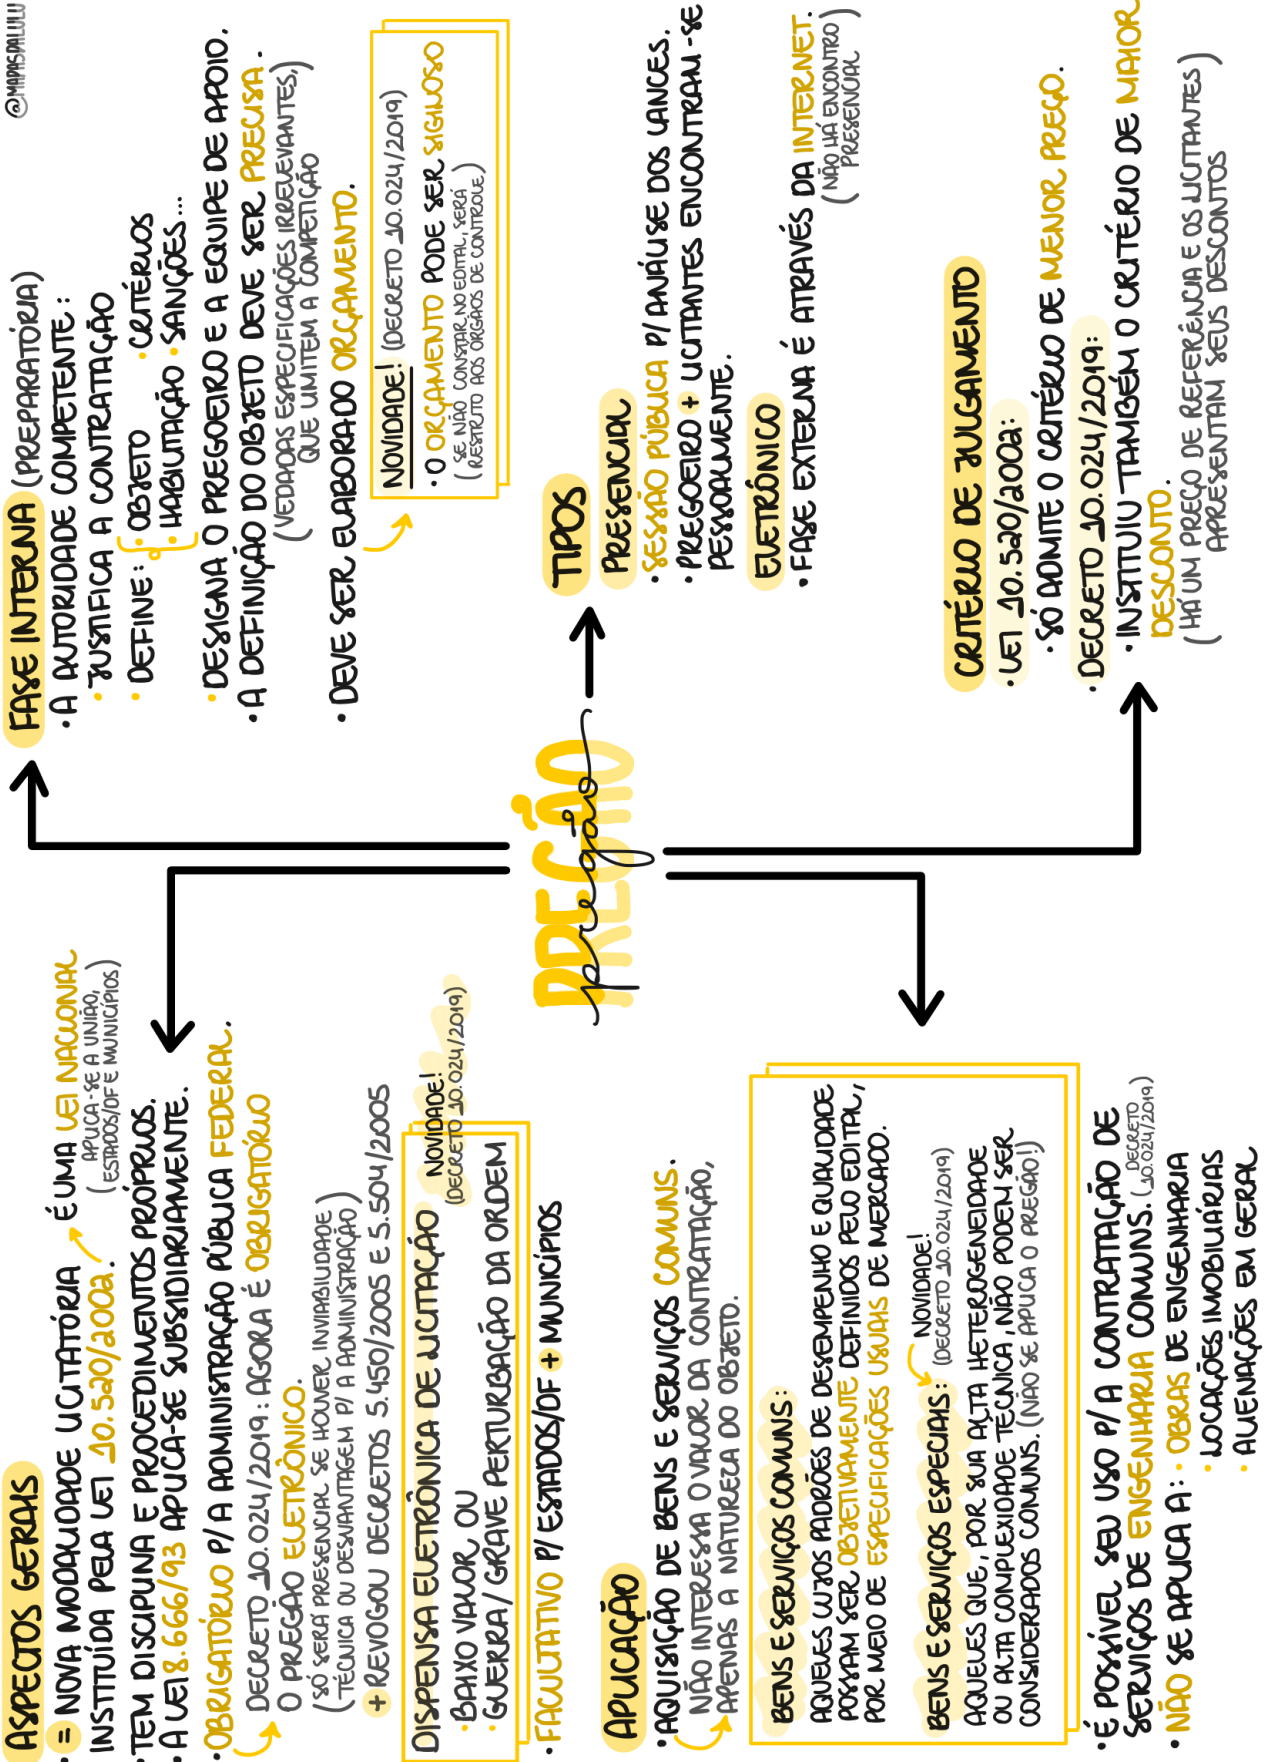 @MAPASDALULU
ASPECTOS GERAIS
• = NOVA MODALIDADE LICITATÓRIA
INSTITUÍDA PELA LEI 10.520/2002.
É UMA LEI NACIONAL
(APLICA-SE A UNIÃO,
ESTADOS/DF E MUNICÍPIOS)
• TEM DISCIPLINA E PROCEDIMENTOS PRÓPRIOS.
• A LEI 8.666/93 APLICA-SE SUBSIDIARIAMENTE.
• OBRIGATÓRIO P/ A ADMINISTRAÇÃO PÚBLICA FEDERAL.
DECRETO 10.024/2019: AGORA É OBRIGATÓRIO
O PREGÃO ELETRÔNICO.
(SÓ SERÁ PRESENCIAL SE HOUVER INVIABILIDADE
TÉCNICA OU DESVANTAGEM P/ A ADMINISTRAÇÃO)
+ REVOGOU DECRETOS 5.450/2005 E 5.504/2005
DISPENSA ELETRÔNICA DE LICITAÇÃO
NOVIDADE!
(DECRETO 10.024/2019)
• BAIXO VALOR OU
• GUERRA/GRAVE PERTURBAÇÃO DA ORDEM
• FACULTATIVO P/ ESTADOS/DF + MUNICÍPIOS
APLICAÇÃO
• AQUISIÇÃO DE BENS E SERVIÇOS COMUNS.
NÃO INTERESSA O VALOR DA CONTRATAÇÃO,
APENAS A NATUREZA DO OBJETO.
BENS E SERVIÇOS COMUNS:
AQUELES CUJOS PADRÕES DE DESEMPENHO E QUALIDADE
POSSAM SER OBJETIVAMENTE DEFINIDOS PELO EDITAL,
POR MEIO DE ESPECIFICAÇÕES USUAIS DE MERCADO.
BENS E SERVIÇOS ESPECIAIS:
NOVIDADE!
(DECRETO 10.024/2019)
AQUELES QUE, POR SUA ALTA HETEROGENEIDADE
OU ALTA COMPLEXIDADE TÉCNICA, NÃO PODEM SER
CONSIDERADOS COMUNS. (NÃO SE APLICA O PREGÃO!)
• É POSSÍVEL SEU USO P/ A CONTRATAÇÃO DE
SERVIÇOS DE ENGENHARIA COMUNS. (DECRETO
10.024/2019)
• NÃO SE APLICA A: • OBRAS DE ENGENHARIA
• LOCAÇÕES IMOBILIÁRIAS
• ALIENAÇÕES EM GERAL
PREGÃO
pregão
FASE INTERNA (PREPARATÓRIA)
• A AUTORIDADE COMPETENTE:
• JUSTIFICA A CONTRATAÇÃO
• DEFINE: • OBJETO • CRITÉRIOS
• HABILITAÇÃO • SANÇÕES...
• DESIGNA O PREGOEIRO E A EQUIPE DE APOIO.
• A DEFINIÇÃO DO OBJETO DEVE SER PRECISA.
(VEDADAS ESPECIFICAÇÕES IRRELEVANTES,
QUE LIMITEM A COMPETIÇÃO)
• DEVE SER ELABORADO ORÇAMENTO.
NOVIDADE! (DECRETO 10.024/2019)
• O ORÇAMENTO PODE SER SIGILOSO
(SE NÃO CONSTAR NO EDITAL, SERÁ
RESTRITO AOS ÓRGÃOS DE CONTROLE)
TIPOS
PRESENCIAL
• SESSÃO PÚBLICA P/ ANÁLISE DOS LANCES.
• PREGOEIRO + LICITANTES ENCONTRAM-SE
PESSOALMENTE.
ELETRÔNICO
• FASE EXTERNA É ATRAVÉS DA INTERNET.
(NÃO HÁ ENCONTRO
PRESENCIAL)
CRITÉRIO DE JULGAMENTO
• LEI 10.520/2002:
• SÓ ADMITE O CRITÉRIO DE MENOR PREÇO.
• DECRETO 10.024/2019:
• INSTITUIU TAMBÉM O CRITÉRIO DE MAIOR
DESCONTO.
(HÁ UM PREÇO DE REFERÊNCIA E OS LICITANTES
APRESENTAM SEUS DESCONTOS)